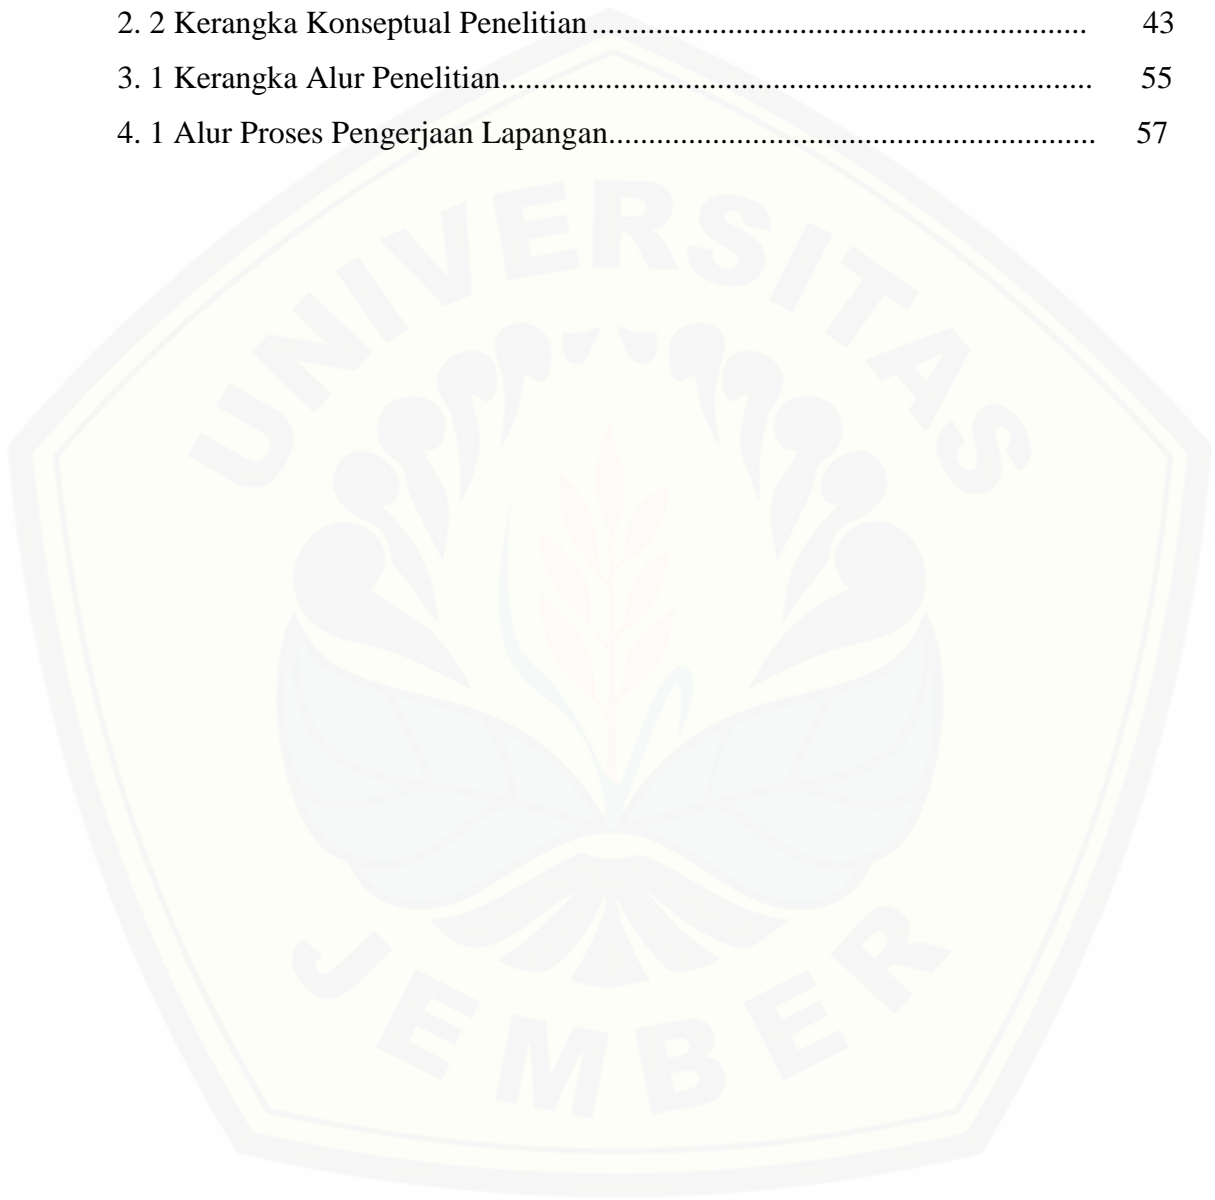 2. 2 Kerangka Konseptual Penelitian ............................................................. 43
3. 1 Kerangka Alur Penelitian......................................................................... 55
4. 1 Alur Proses Pengerjaan Lapangan............................................................ 57
UNIVERSITAS
JEMBER